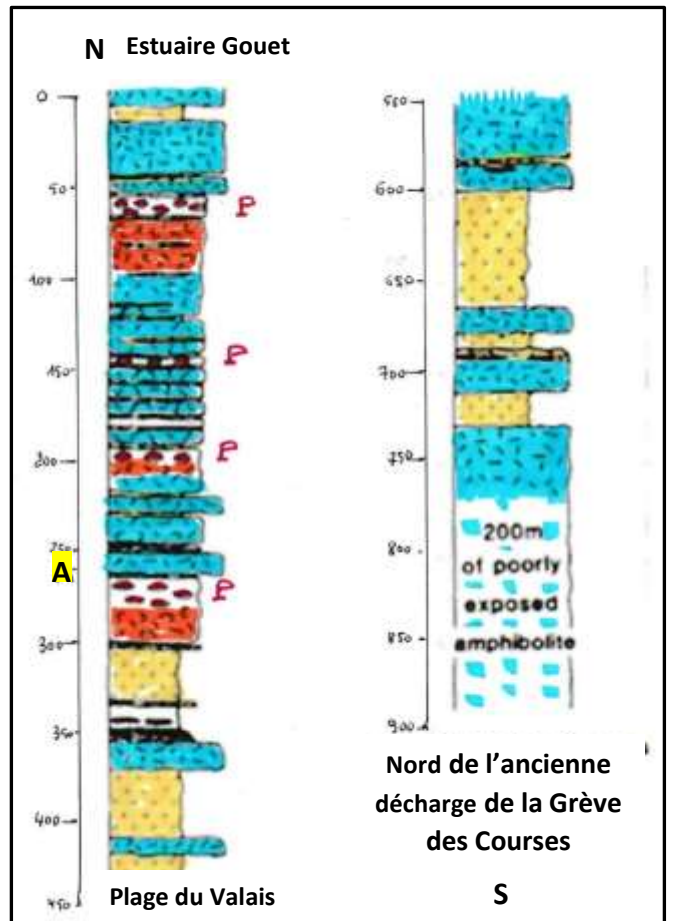 N Estuaire Gouet
0
50
P
100
150
P
200
P
250
A
P
300
350
400
450
Plage du Valais
550
600
650
700
750
800
850
900
200m
of poorly
exposed
amphibolite
Nord de l’ancienne
décharge de la Grève
des Courses
S